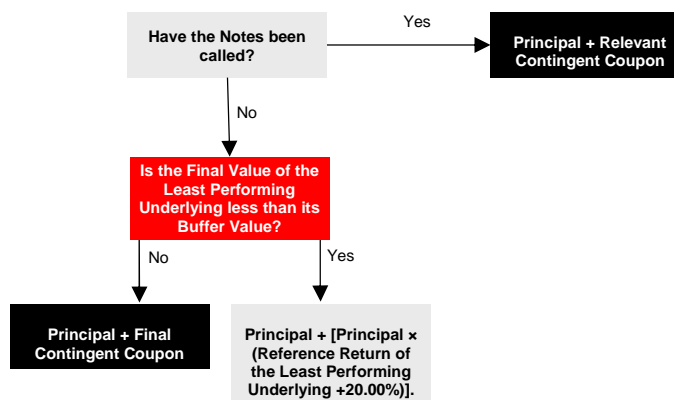 Have the Notes been
called?
Yes
Principal + Relevant
Contingent Coupon
No
Is the Final Value of the
Least Performing
Underlying less than its
Buffer Value?
No
Yes
Principal + Final
Contingent Coupon
Principal + [Principal ×
(Reference Return of
the Least Performing
Underlying +20.00%)].